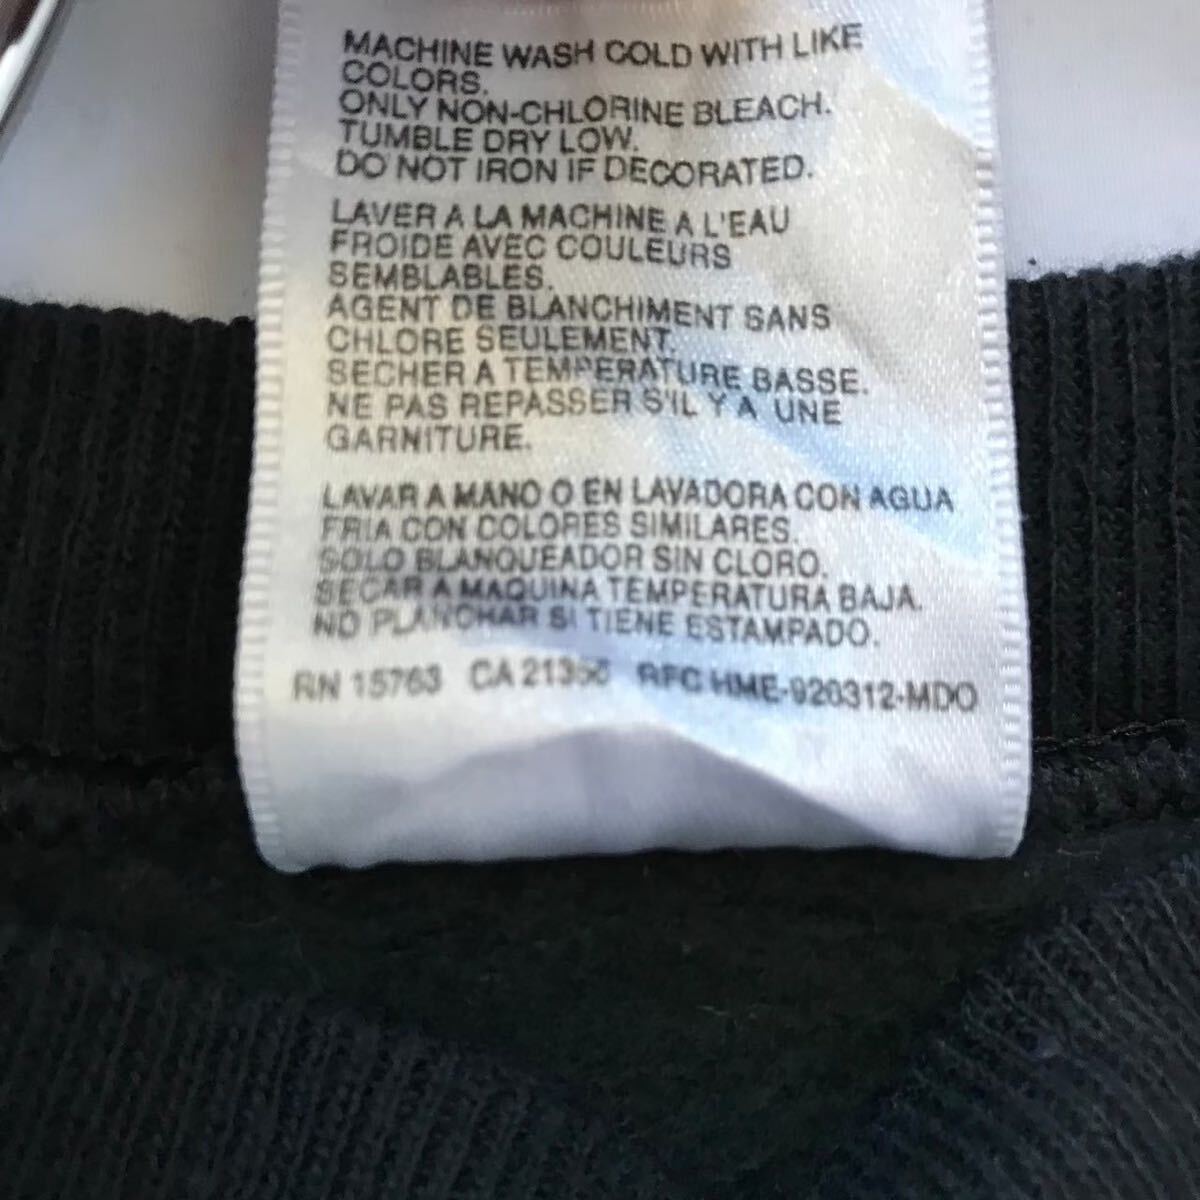 MACHINE WASH COLD WITH LIKE
COLORS.
ONLY NON-CHLORINE BLEACH.
TUMBLE DRY LOW.
DO NOT IRON IF DECORATED.
LAVER A LA MACHINE A L'EAU
FROIDE AVEC COULEURS
SEMBLABLES.
AGENT DE BLANCHIMENT SANS
CHLORE SEULEMENT.
SECHER A TEMPERATURE BASSE.
NE PAS REPASSER S'IL Y A UNE
GARNITURE.
LAVAR A MANO O EN LAVADORA CON AGUA
FRIA CON COLORES SIMILARES.
SOLO BLANQUEADOR SIN CLORO.
SECAR A MAQUINA TEMPERATURA BAJA.
NO PLANCHAR SI TIENE ESTAMPADO.
RN 15763 CA RFC HME-920312-MDO